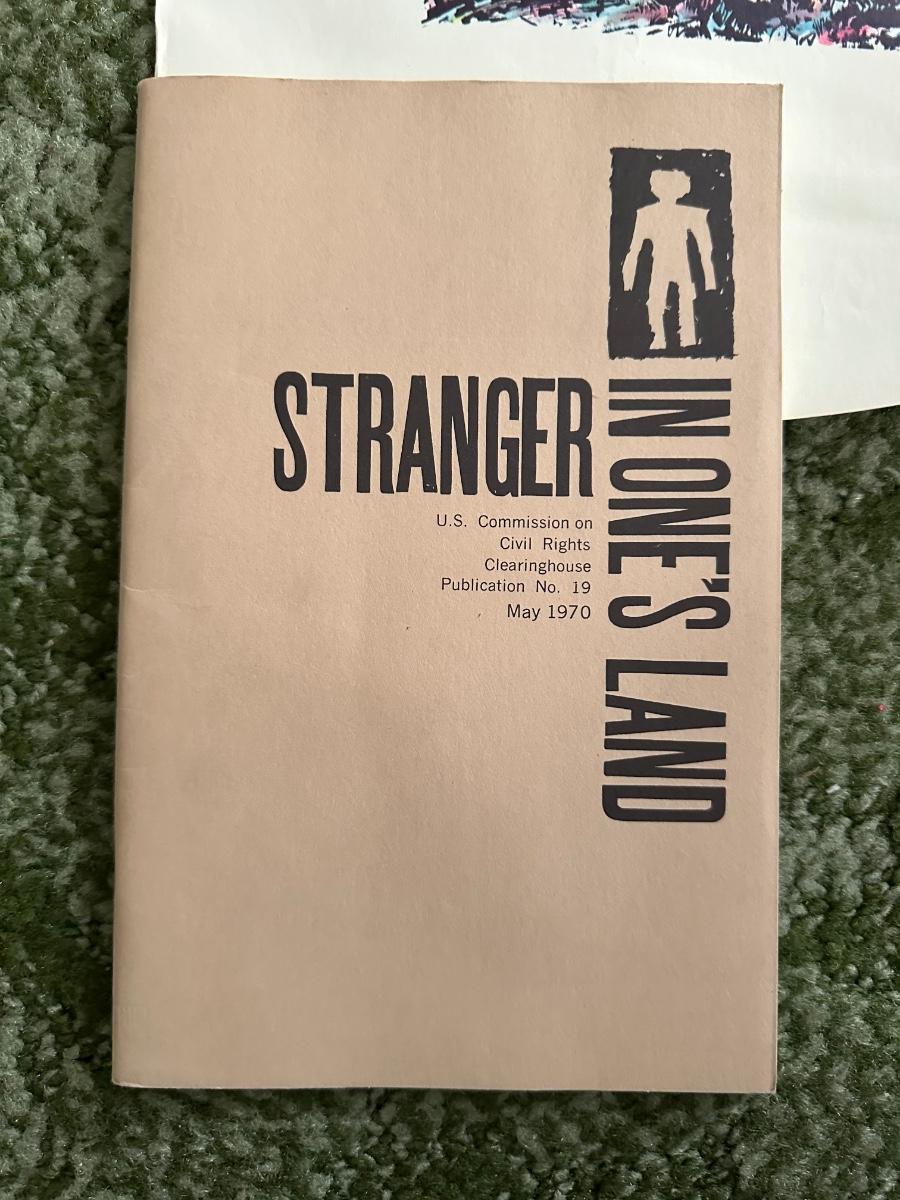 STRANGER
IN ONE'S LAND
U.S. Commission on
Civil Rights
Clearinghouse
Publication No. 19
May 1970